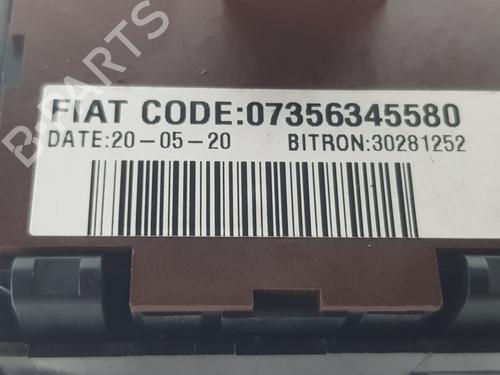 B-PARTS
FIAT CODE:07356345580
DATE:20-05-20 BITRON:30281252